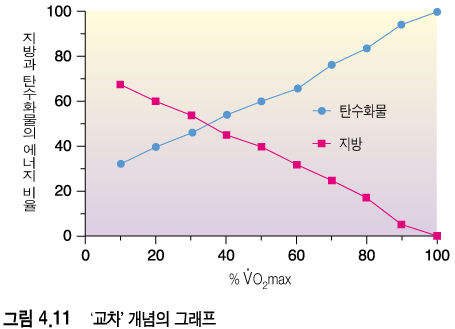 지방과 탄수화물의 에너지 비율
100
80
60
40
20
0
탄수화물
지방
0 20 40 60 80 100
% V̇O₂max
그림 4.11 ‘교차’ 개념의 그래프